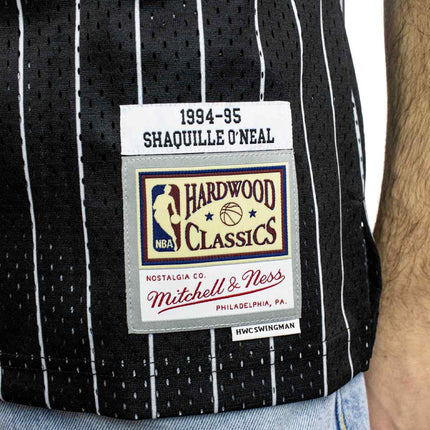 1994-95
SHAQUILLE O'NEAL
HARDWOOD
NBA
CLASSICS
NOSTALGIA CO.
Mitchell & Ness
PHILADELPHIA, PA.
HWC SWINGMAN